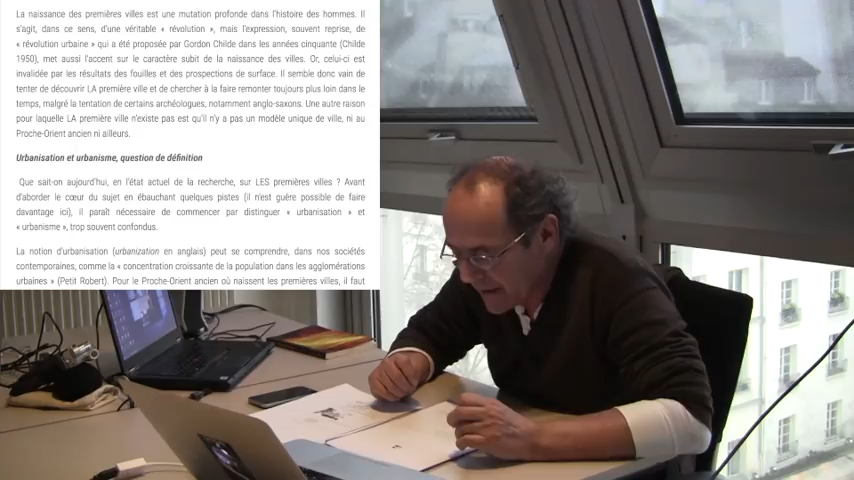 La naissance des premières villes est une mutation profonde dans l'histoire des hommes. Il
s'agit, dans ce sens, d'une véritable « révolution », mais l'expression, souvent reprise, de
« révolution urbaine » qui a été proposée par Gordon Childe dans les années cinquante (Childe
1950), met aussi l'accent sur le caractère subit de la naissance des villes. Or, celui-ci est
invalidée par les résultats des fouilles et des prospections de surface. Il semble donc vain de
tenter de découvrir LA première ville et de chercher à la faire remonter toujours plus loin dans le
temps, malgré la tentation de certains archéologues, notamment anglo-saxons. Une autre raison
pour laquelle LA première ville n'existe pas est qu'il n'y a pas un modèle unique de ville, ni au
Proche-Orient ancien ni ailleurs.
Urbanisation et urbanisme, question de définition
Que sait-on aujourd'hui, en l'état actuel de la recherche, sur LES premières villes ? Avant
d'aborder le cœur du sujet en ébauchant quelques pistes (il n'est guère possible de faire
davantage ici), il paraît nécessaire de commencer par distinguer « urbanisation » et
« urbanisme », trop souvent confondus.
La notion d'urbanisation (urbanization en anglais) peut se comprendre, dans nos sociétés
contemporaines, comme la « concentration croissante de la population dans les agglomérations
urbaines » (Petit Robert). Pour le Proche-Orient ancien où naissent les premières villes, il faut